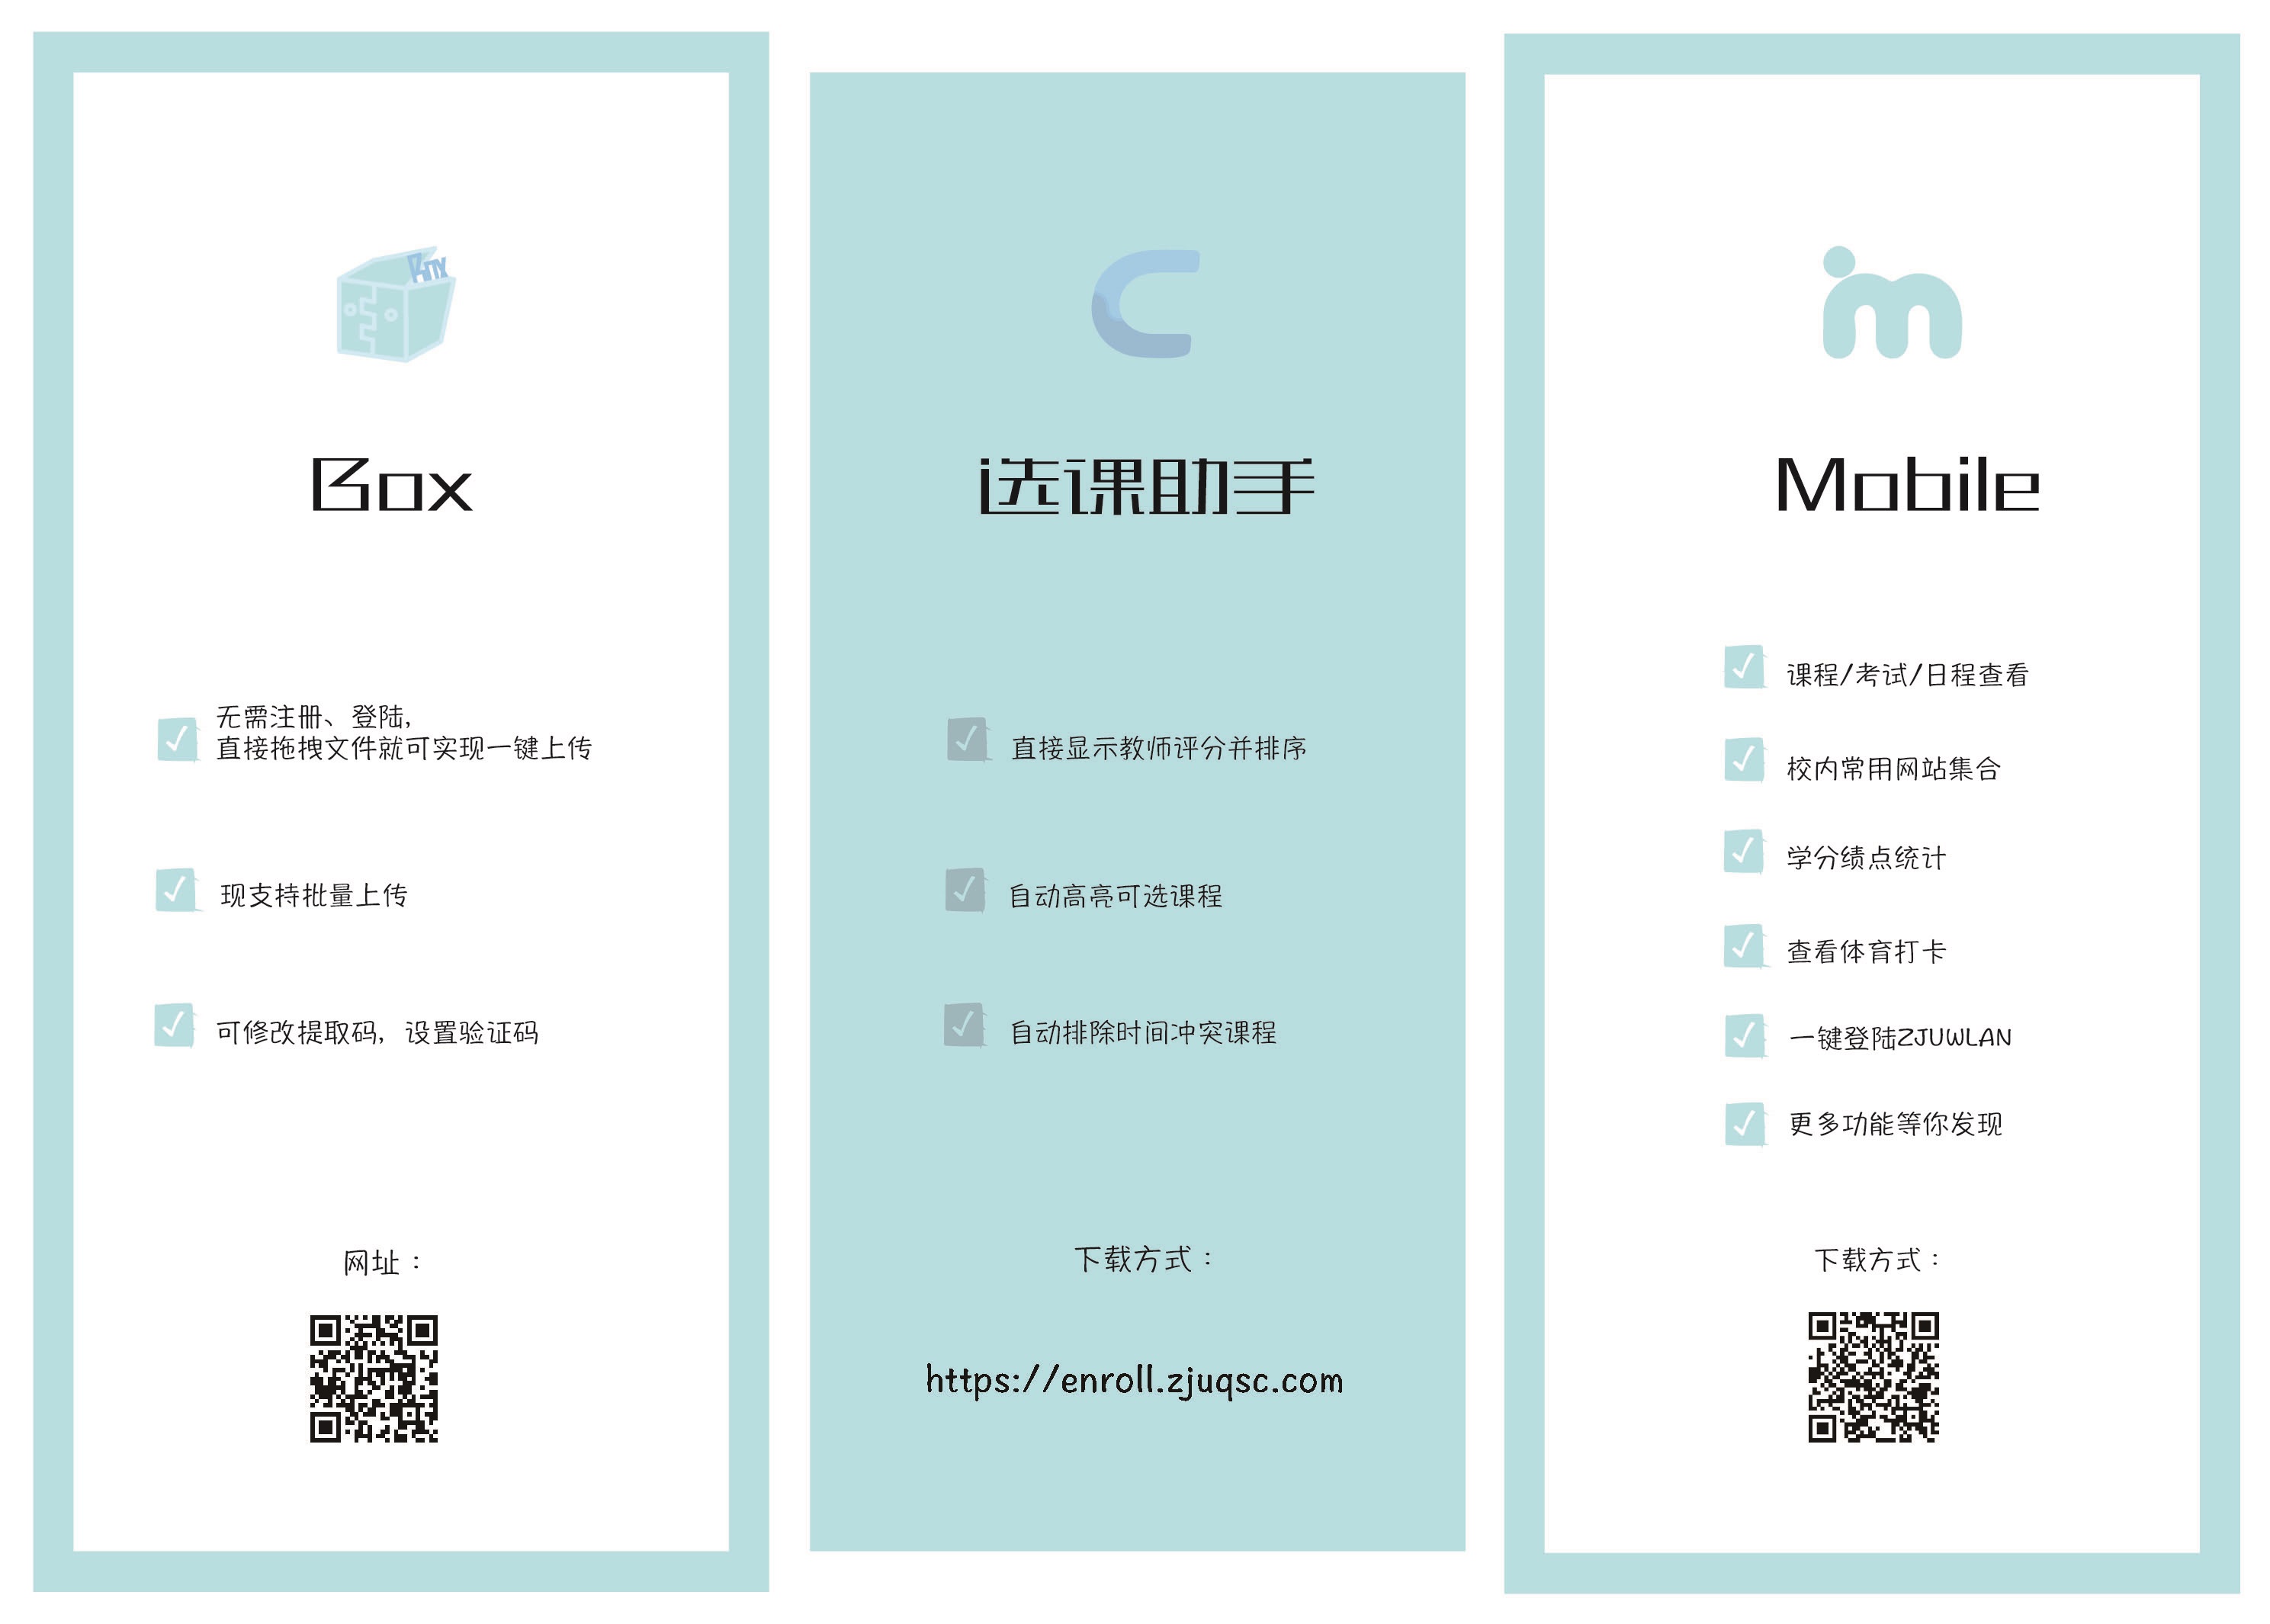 Box
Box
无需注册、登陆，
直接拖拽文件就可实现一键上传
现支持批量上传
可修改提取码，设置验证码
网址：
选课助手
直接显示教师评分并排序
自动高亮可选课程
自动排除时间冲突课程
下载方式：
https://enroll.zjuqsc.com
m
Mobile
课程/考试/日程查看
校内常用网站集合
学分绩点统计
查看体育打卡
一键登陆ZJUWLAN
更多功能等你发现
下载方式：